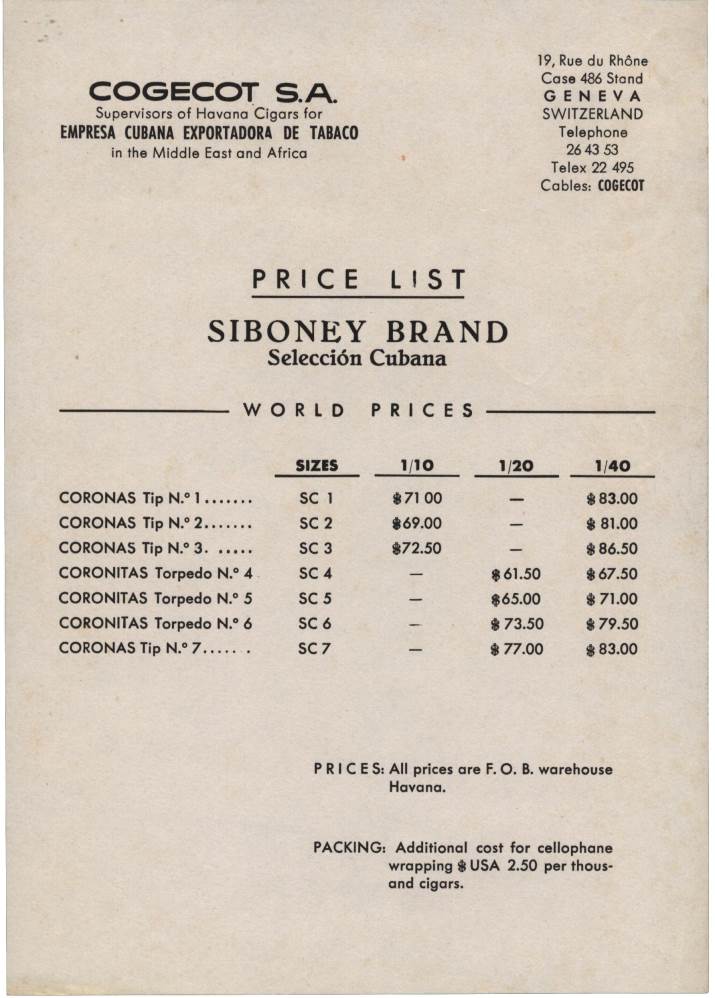 COGECOT S.A.
Supervisors of Havana Cigars for
EMPRESA CUBANA EXPORTADORA DE TABACO
in the Middle East and Africa
19, Rue du Rhône
Case 486 Stand
GENEVA
SWITZERLAND
Telephone
26 43 53
Telex 22 495
Cables: COGECOT
PRICE LIST
SIBONEY BRAND
Selección Cubana
WORLD PRICES
SIZES 1/10 1/20 1/40
CORONAS Tip N.º 1....... SC 1 $71 00 — $83.00
CORONAS Tip N.º 2....... SC 2 $69.00 — $ 81.00
CORONAS Tip N.º 3. ..... SC 3 $72.50 — $86.50
CORONITAS Torpedo N.º 4. SC 4 — $61.50 $67.50
CORONITAS Torpedo N.º 5 SC 5 — $65.00 $ 71.00
CORONITAS Torpedo N.º 6 SC 6 — $ 73.50 $79.50
CORONAS Tip N.º 7...... . SC 7 — $ 77.00 $ 83.00
PRICES: All prices are F. O. B. warehouse
Havana.
PACKING: Additional cost for cellophane
wrapping $ USA 2.50 per thous-
and cigars.